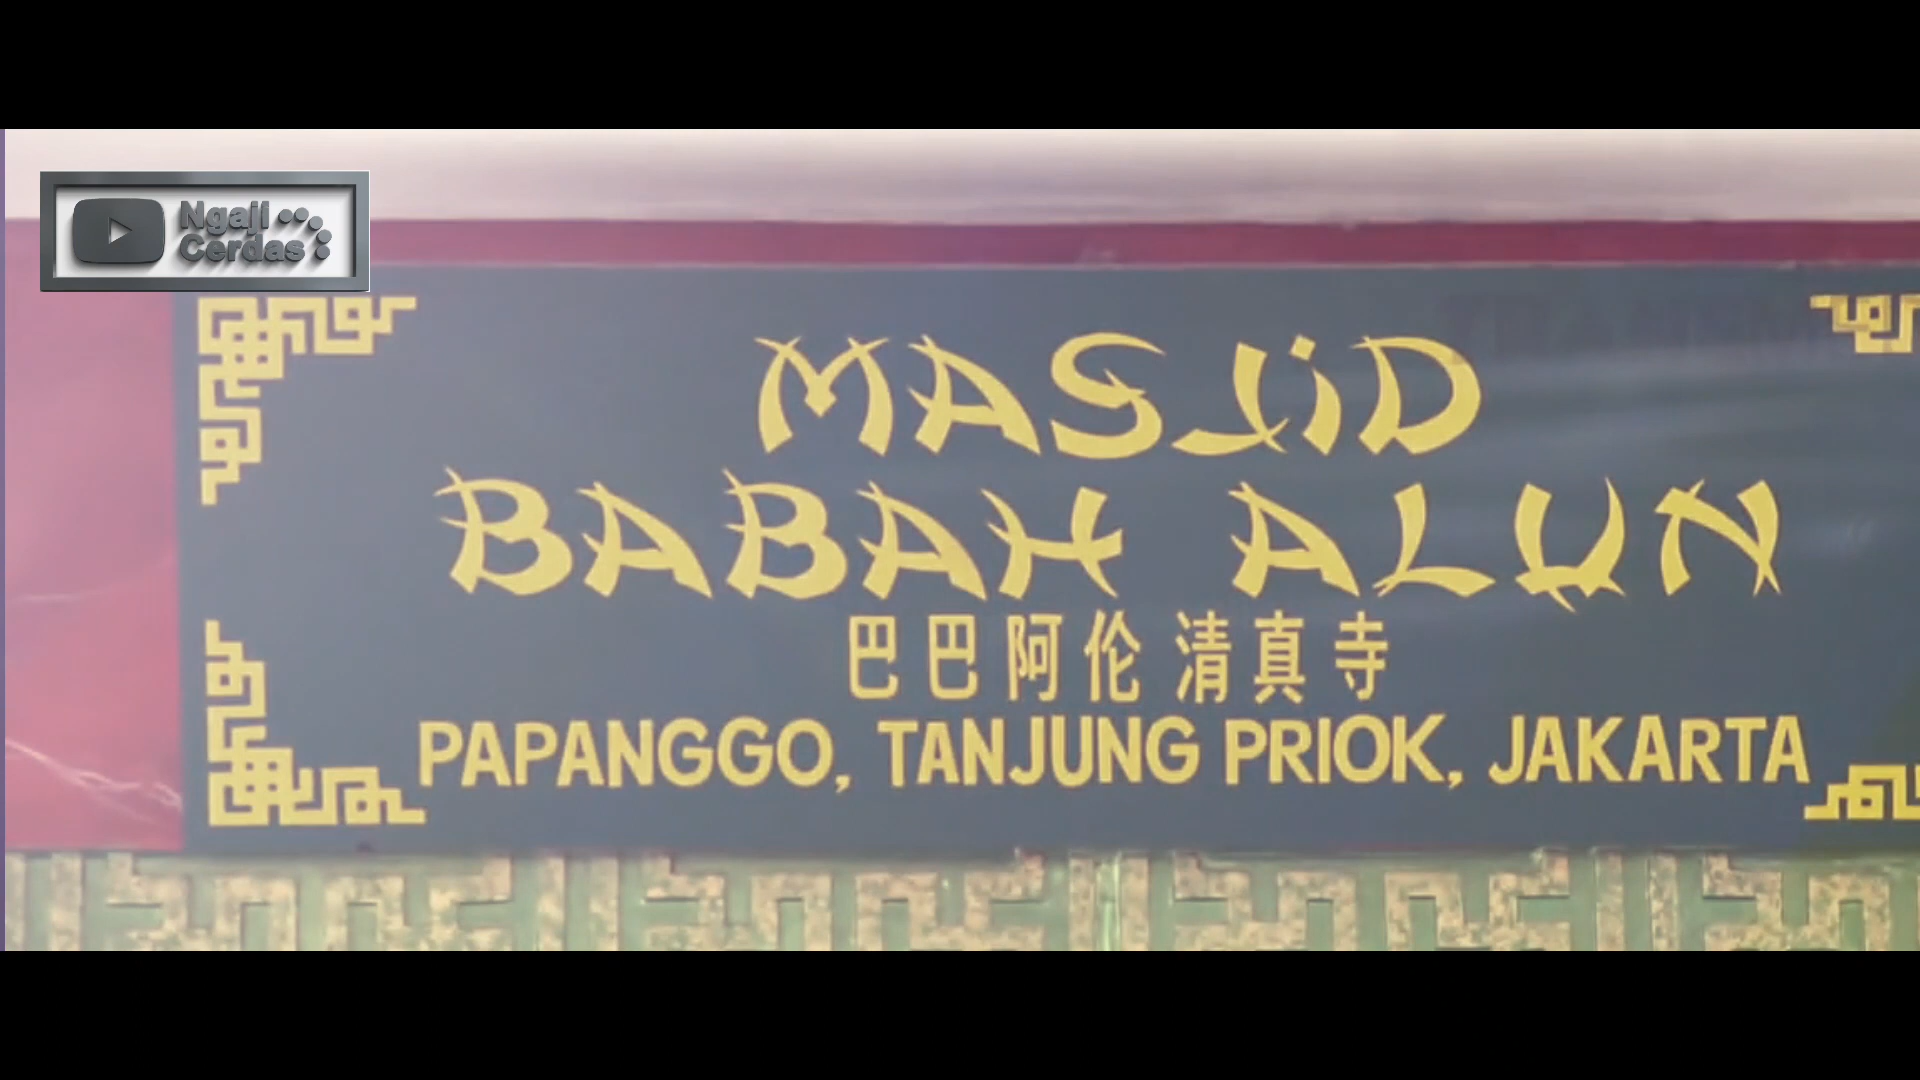 Ngaji
Cerdas
MASJID
BABAH ALUN
巴巴阿伦 清真寺
PAPANGGO, TANJUNG PRIOK, JAKARTA